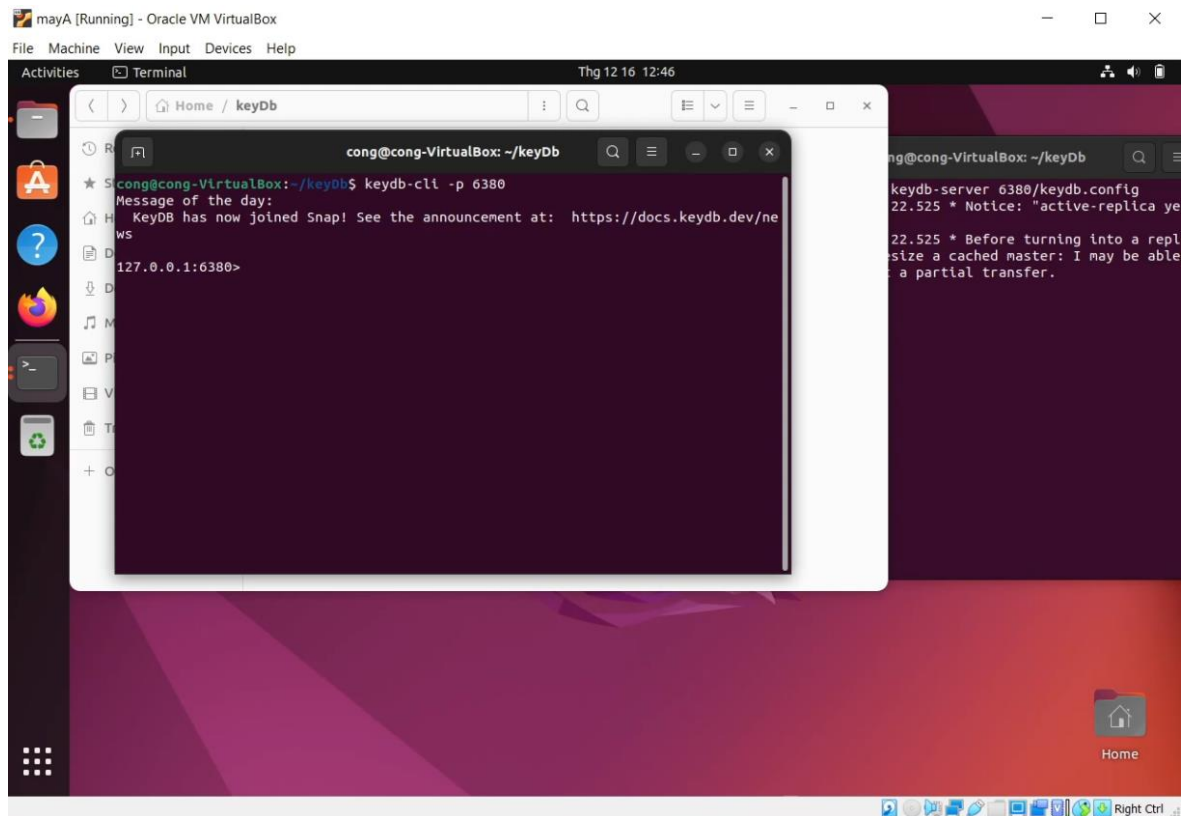 mayA [Running] - Oracle VM VirtualBox
File Machine View Input Devices Help
Activities Terminal Thg 12 16 12:46
Home / keyDb
cong@cong-VirtualBox: ~/keyDb
cong@cong-VirtualBox:~/keyDb$ keydb-cli -p 6380
Message of the day:
KeyDB has now joined Snap! See the announcement at: https://docs.keydb.dev/ne
ws
127.0.0.1:6380>
ng@cong-VirtualBox: ~/keyDb
keydb-server 6380/keydb.config
22.525 * Notice: "active-replica ye
22.525 * Before turning into a repl
esize a cached master: I may be able
a partial transfer.
Home
Right Ctrl